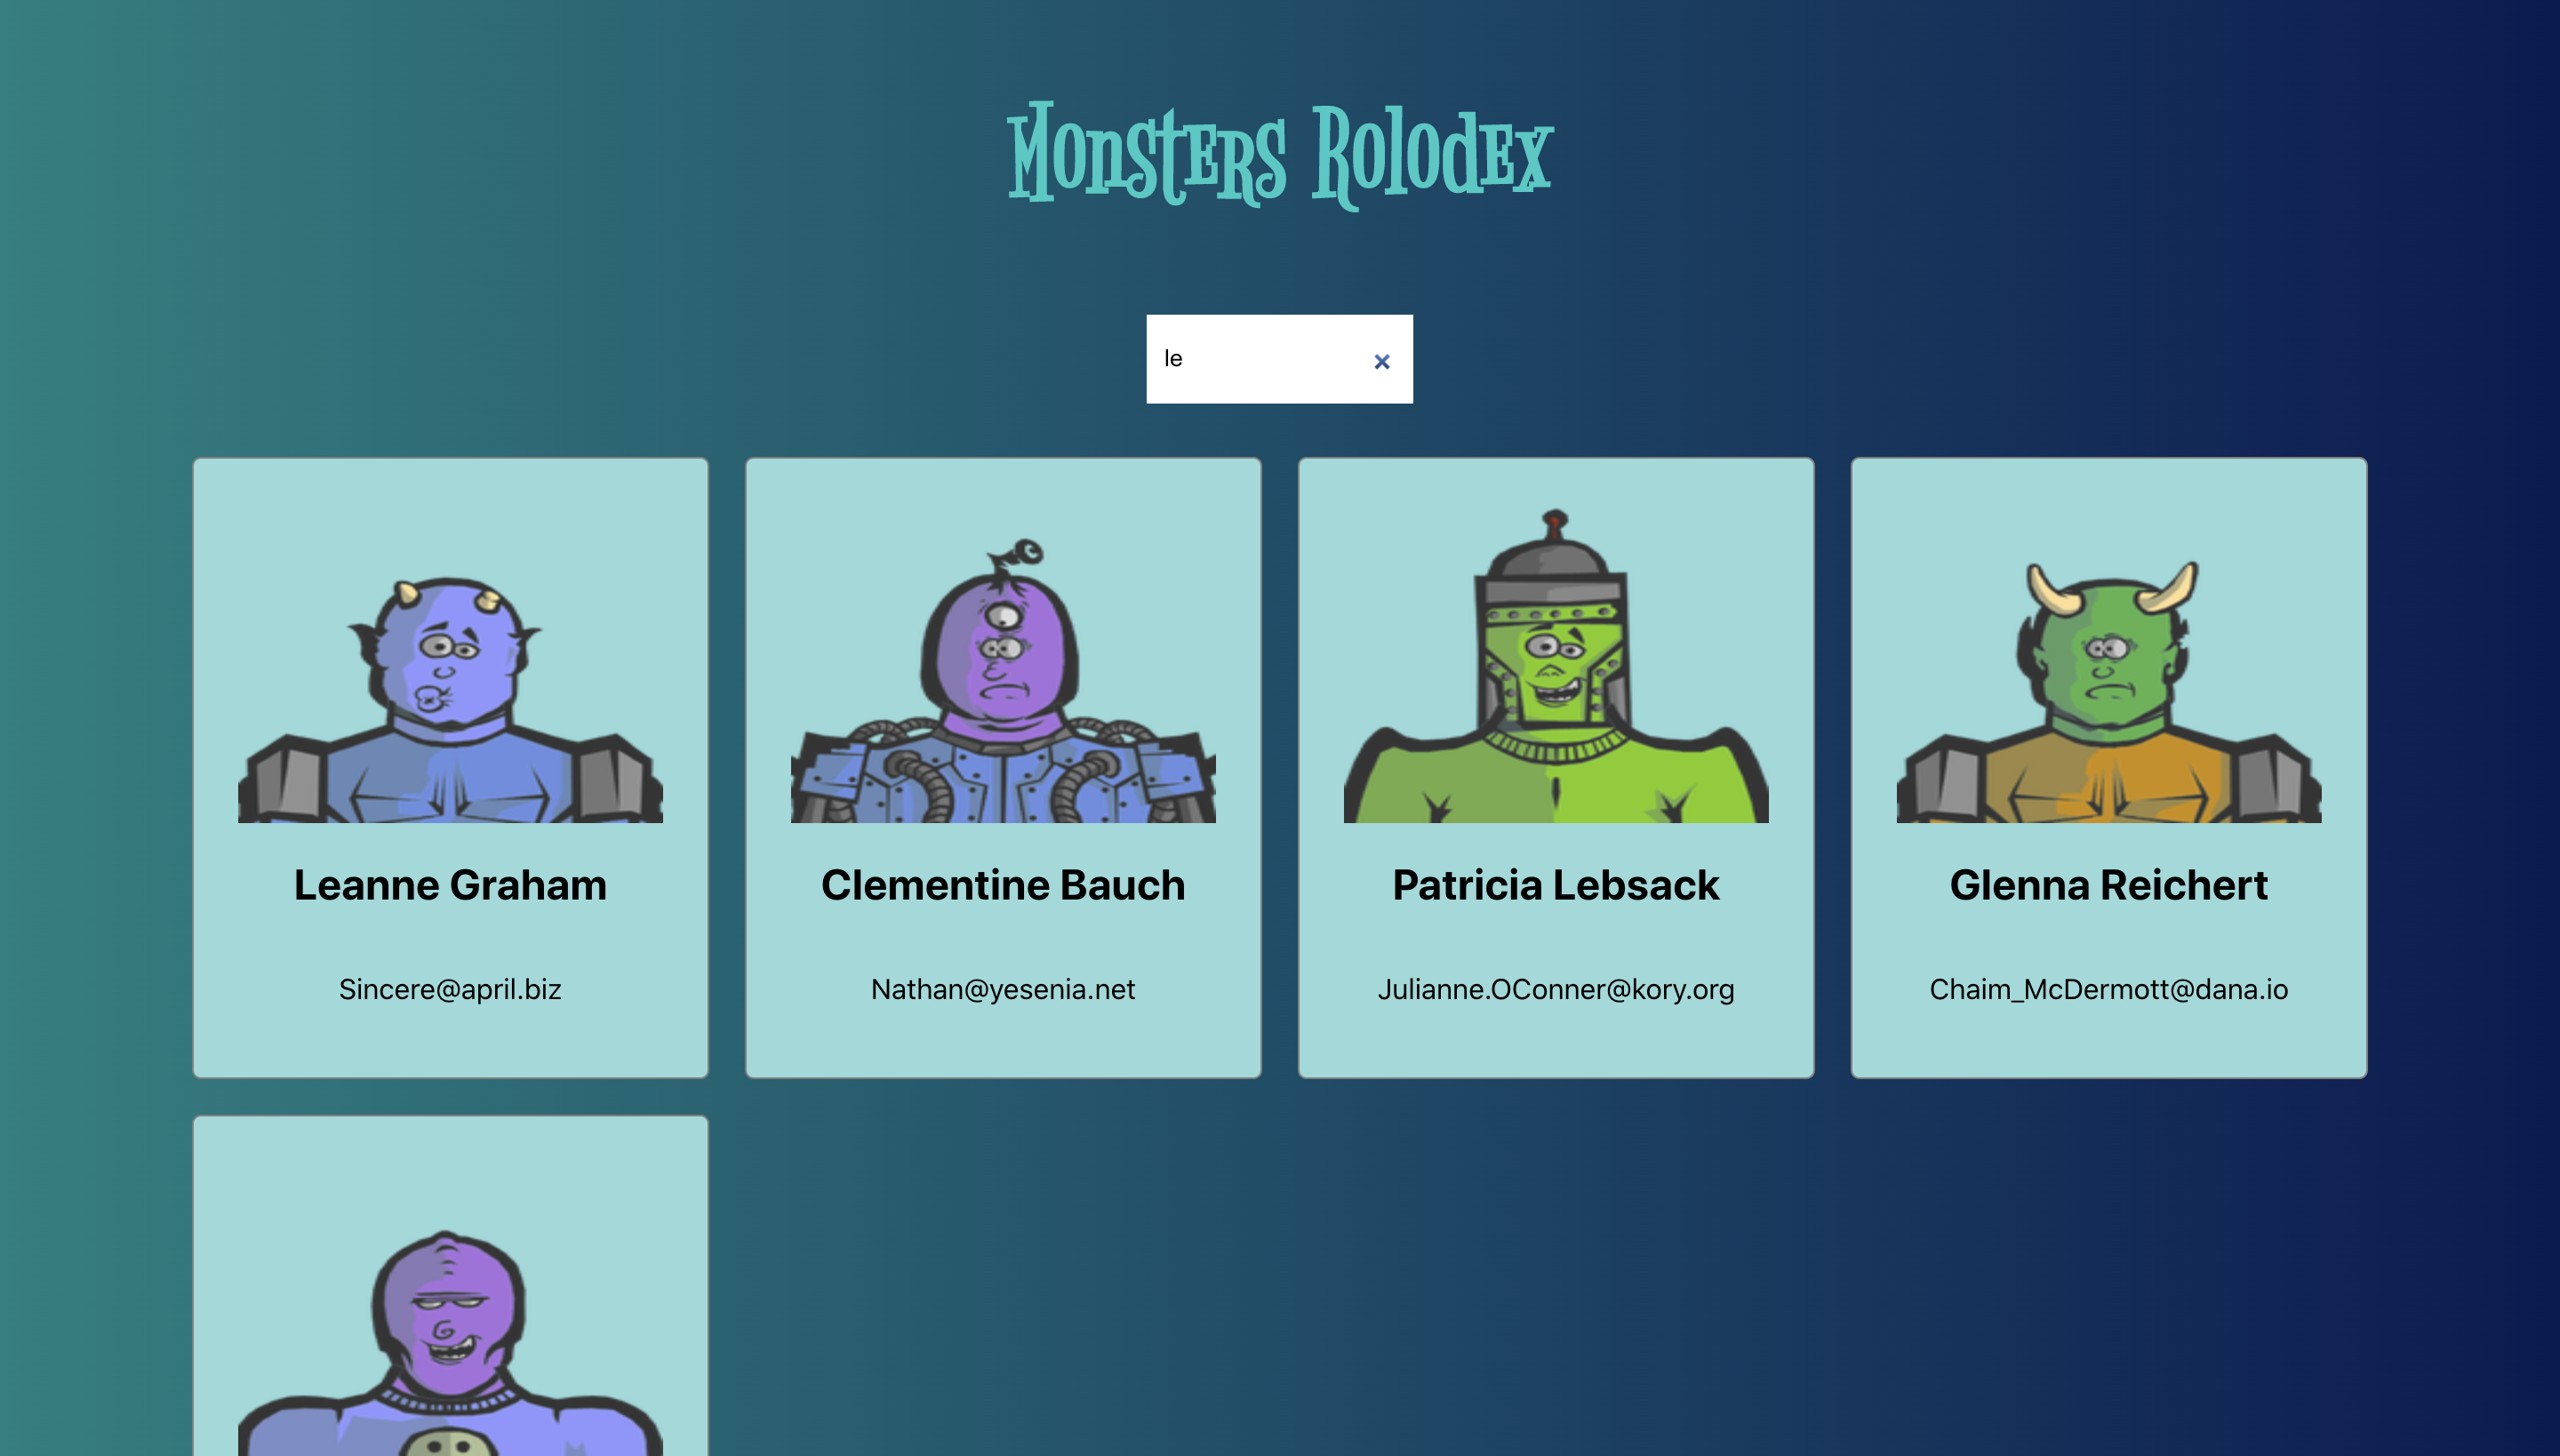 Monsters Rolodex
le
Leanne Graham
Sincere@april.biz
Clementine Bauch
Nathan@yesenia.net
Patricia Lebsack
Julianne.OConner@kory.org
Glenna Reichert
Chaim_McDermott@dana.io